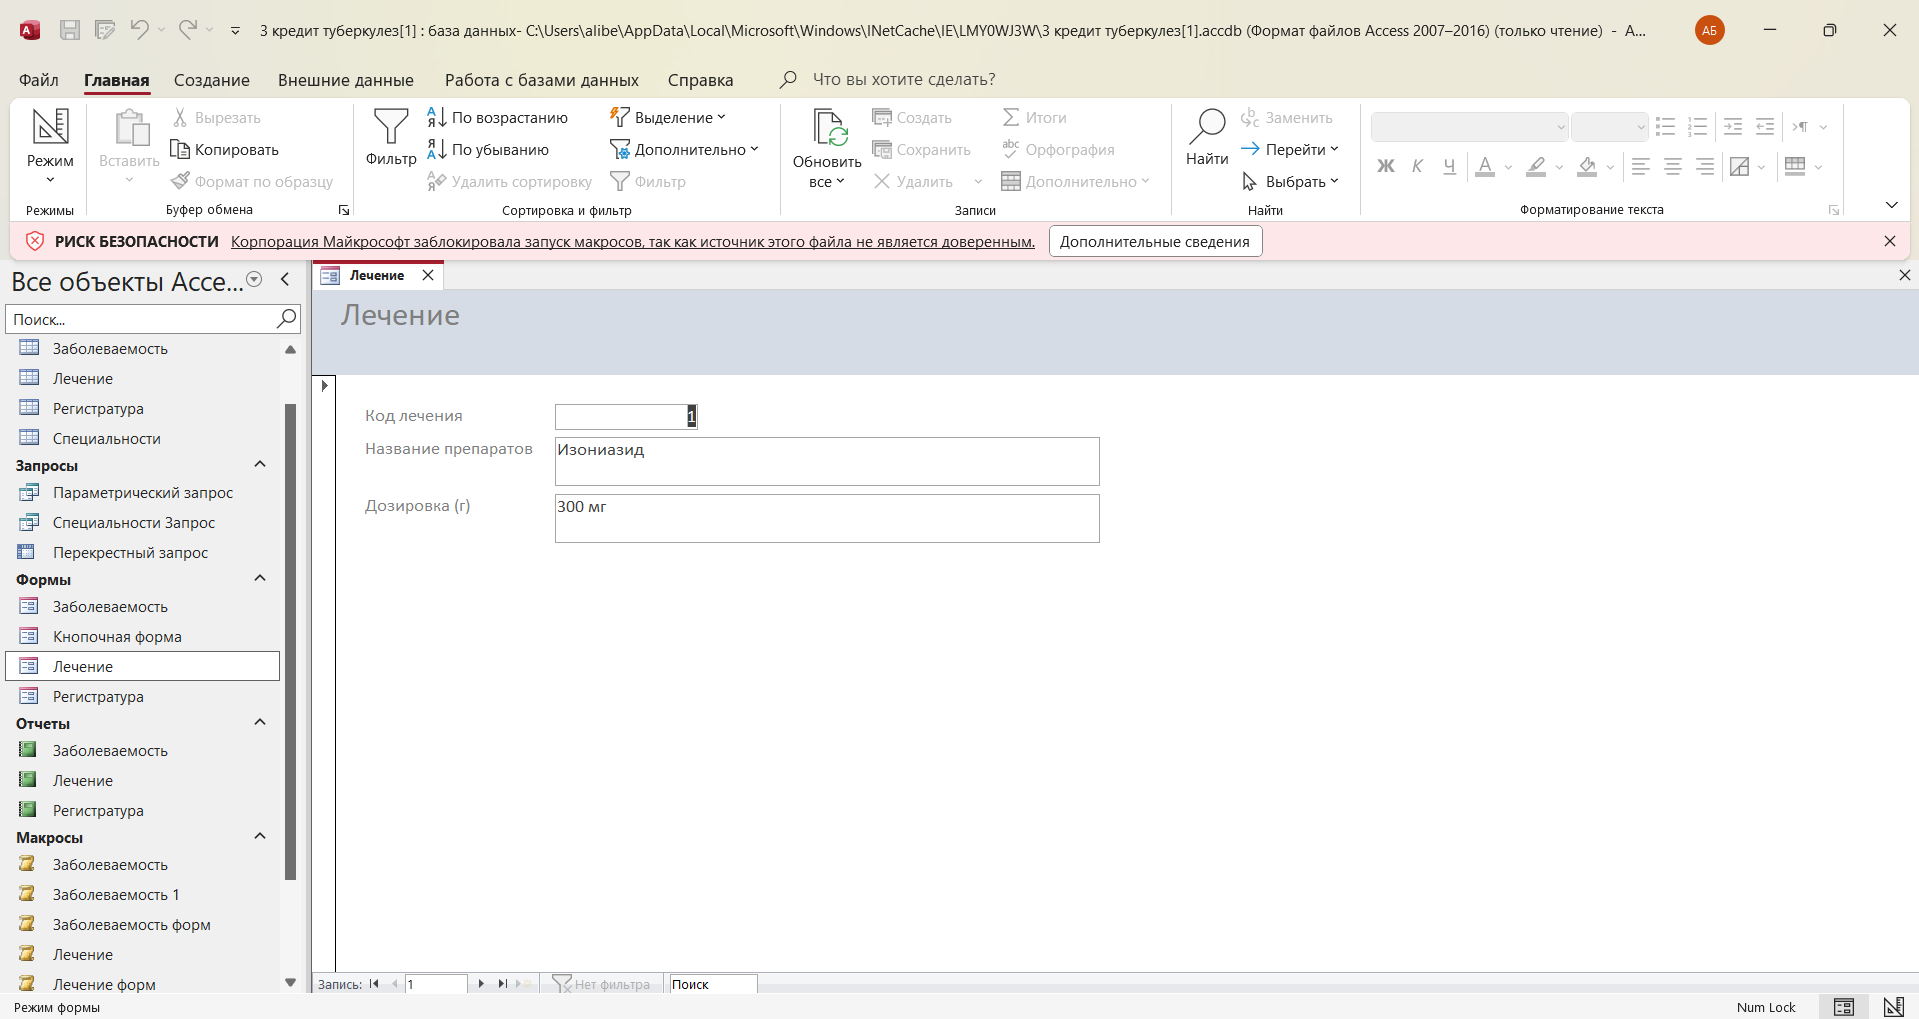 3 кредит туберкулез[1] : база данных- C:\Users\alibe\AppData\Local\Microsoft\Windows\INetCache\IE\LMY0WJ3W\3 кредит туберкулез[1].accdb (Формат файлов Access 2007–2016) (только чтение) - A...
АБ
Файл Главная Создание Внешние данные Работа с базами данных Справка Что вы хотите сделать?
Режим
Режимы
Вставить
Вырезать
Копировать
Формат по образцу
Буфер обмена
Фильтр
По возрастанию
По убыванию
Удалить сортировку
Выделение
Дополнительно
Фильтр
Сортировка и фильтр
Обновить
все
Создать
Сохранить
Удалить
Итоги
Орфография
Дополнительно
Записи
Найти
Заменить
Перейти
Выбрать
Найти
Ж К Ч А
Форматирование текста
РИСК БЕЗОПАСНОСТИ Корпорация Майкрософт заблокировала запуск макросов, так как источник этого файла не является доверенным. Дополнительные сведения
Все объекты Acce...
Поиск...
Заболеваемость
Лечение
Регистратура
Специальности
Запросы
Параметрический запрос
Специальности Запрос
Перекрестный запрос
Формы
Заболеваемость
Кнопочная форма
Лечение
Регистратура
Отчеты
Заболеваемость
Лечение
Регистратура
Макросы
Заболеваемость
Заболеваемость 1
Заболеваемость форм
Лечение
Лечение форм
Лечение
Лечение
Код лечения 1
Название препаратов Изониазид
Дозировка (г) 300 мг
Запись: 1 Нет фильтра Поиск
Режим формы
Num Lock